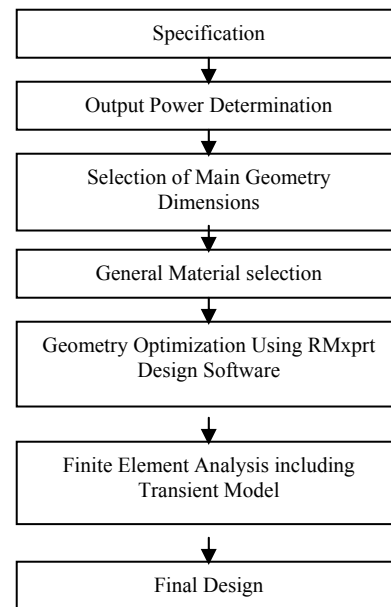 Specification
Output Power Determination
Selection of Main Geometry
Dimensions
General Material selection
Geometry Optimization Using RMxprt
Design Software
Finite Element Analysis including
Transient Model
Final Design